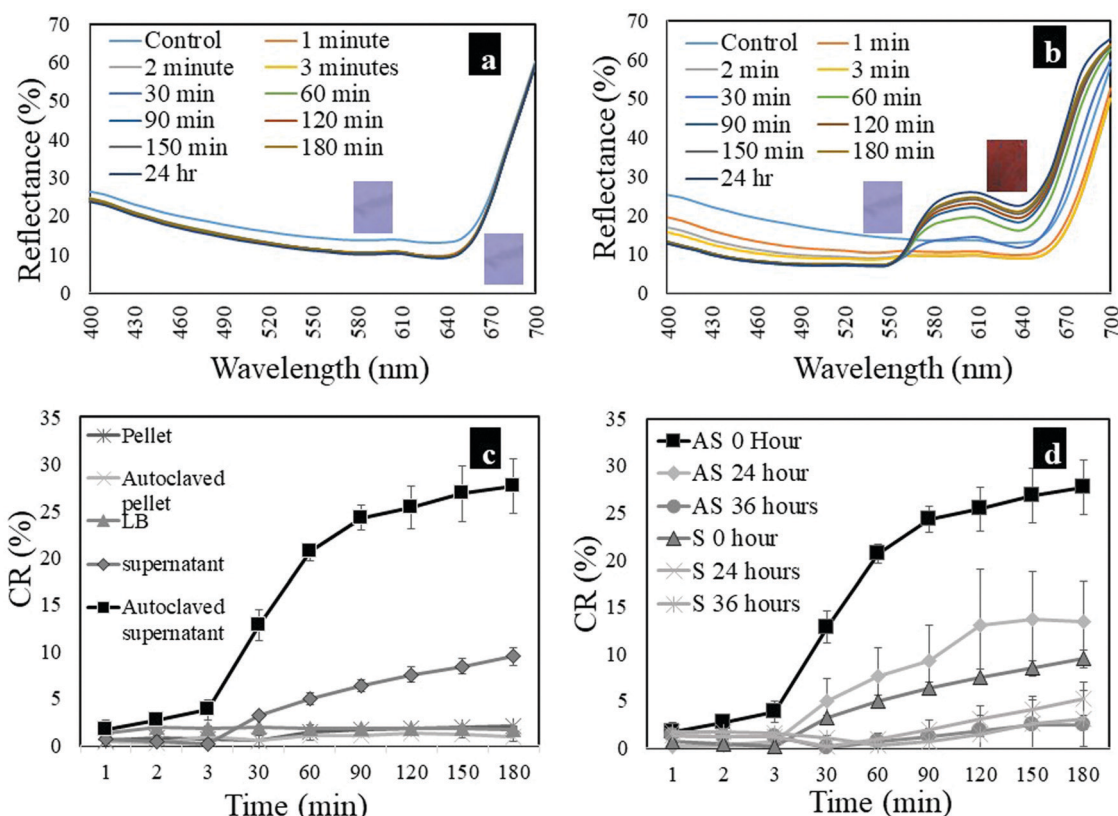 a
Reflectance (%)
70
60
50
40
30
20
10
0
Control 1 minute
2 minute 3 minutes
30 min 60 min
90 min 120 min
150 min 180 min
24 hr
400 430 460 490 520 550 580 610 640 670 700
Wavelength (nm)
b
Reflectance (%)
70
60
50
40
30
20
10
0
Control 1 min
2 min 3 min
30 min 60 min
90 min 120 min
150 min 180 min
24 hr
400 430 460 490 520 550 580 610 640 670 700
Wavelength (nm)
c
CR (%)
35
30
25
20
15
10
5
0
Pellet
Autoclaved
pellet
LB
supernatant
Autoclaved
supernatant
1 2 3 30 60 90 120 150 180
Time (min)
d
CR (%)
35
30
25
20
15
10
5
0
AS 0 Hour
AS 24 hour
AS 36 hours
S 0 hour
S 24 hours
S 36 hours
1 2 3 30 60 90 120 150 180
Time (min)